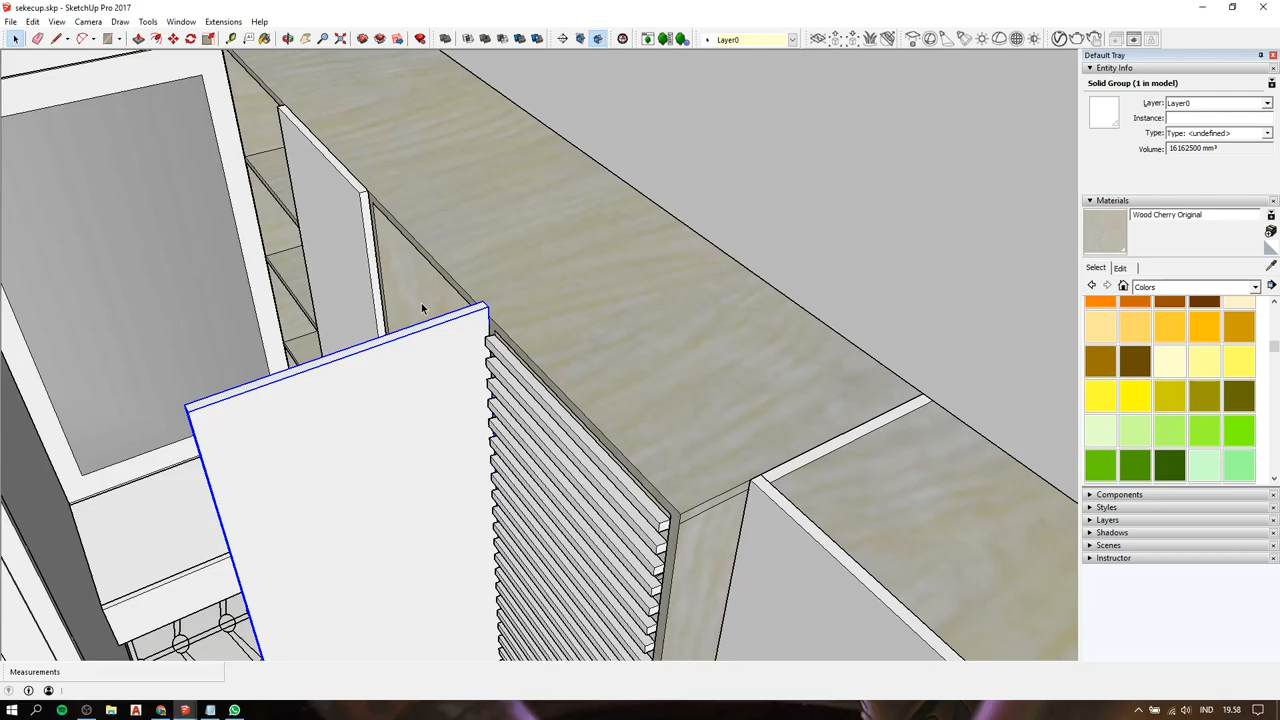 sekecup.skp - SketchUp Pro 2017
File Edit View Camera Draw Tools Window Extensions Help
Layer0
Default Tray
Entity Info
Solid Group (1 in model)
Layer: Layer0
Instance:
Type: Type: <undefined>
Volume: 16162500 mm³
Materials
Wood Cherry Original
Select Edit
Colors
Components
Styles
Layers
Shadows
Scenes
Instructor
Measurements
IND 19.58